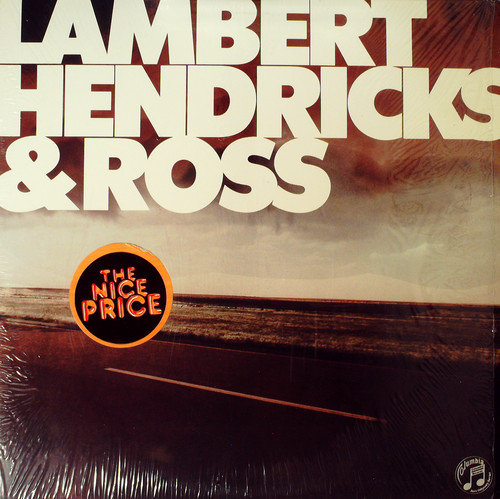 LAMBERT
HENDRICKS
& ROSS
THE
NICE
PRICE
Columbia